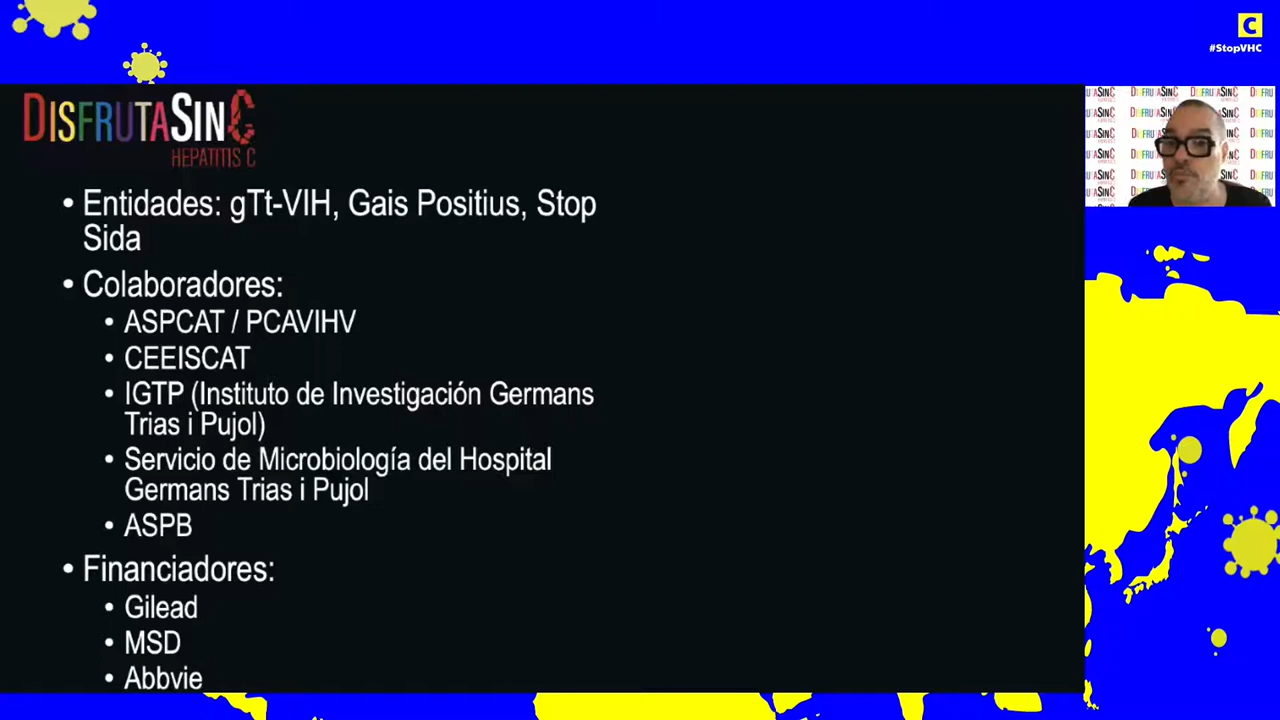 C
#StopVHC
DISFRUTASINC
HEPATITIS C
• Entidades: gTt-VIH, Gais Positius, Stop
Sida
• Colaboradores:
• ASPCAT / PCAVIHV
• CEEISCAT
• IGTP (Instituto de Investigación Germans
Trias i Pujol)
• Servicio de Microbiología del Hospital
Germans Trias i Pujol
• ASPB
• Financiadores:
• Gilead
• MSD
• Abbvie